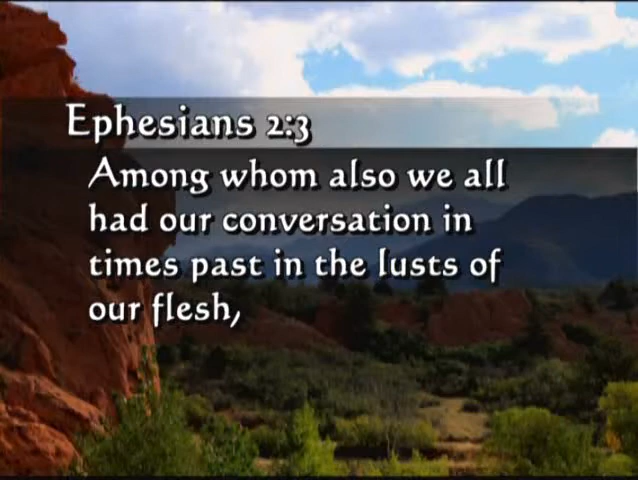 Ephesians 2:3
Among whom also we all
had our conversation in
times past in the lusts of
our flesh,